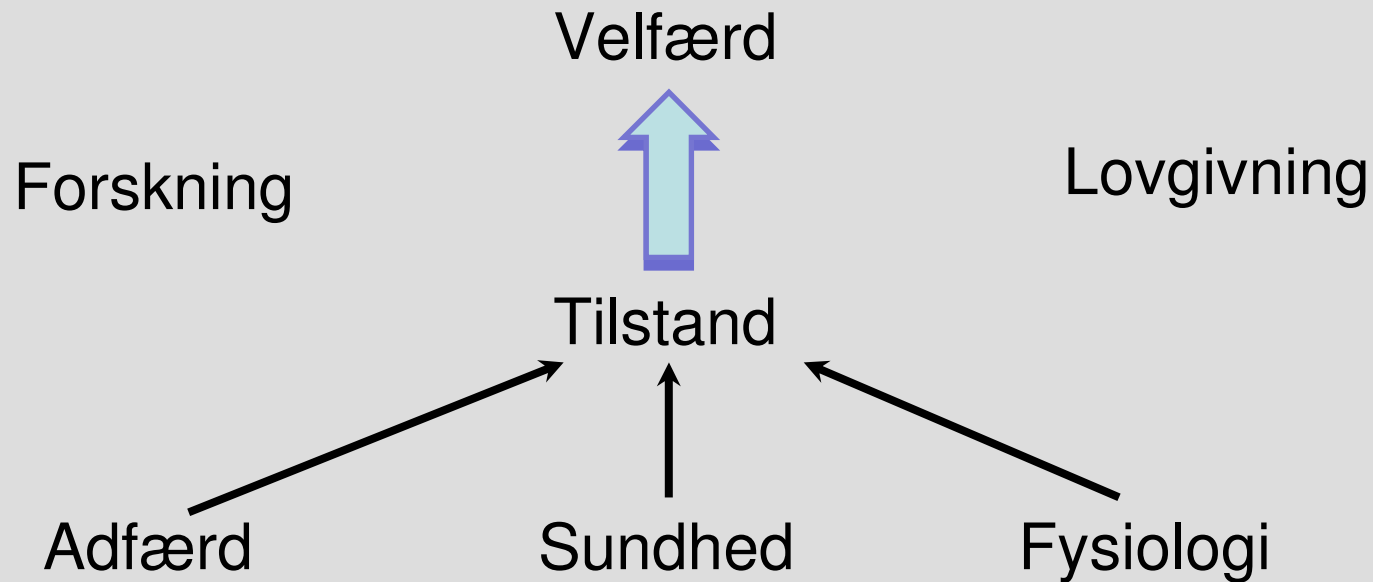 Velfærd
Forskning
Lovgivning
Tilstand
Adfærd
Sundhed
Fysiologi